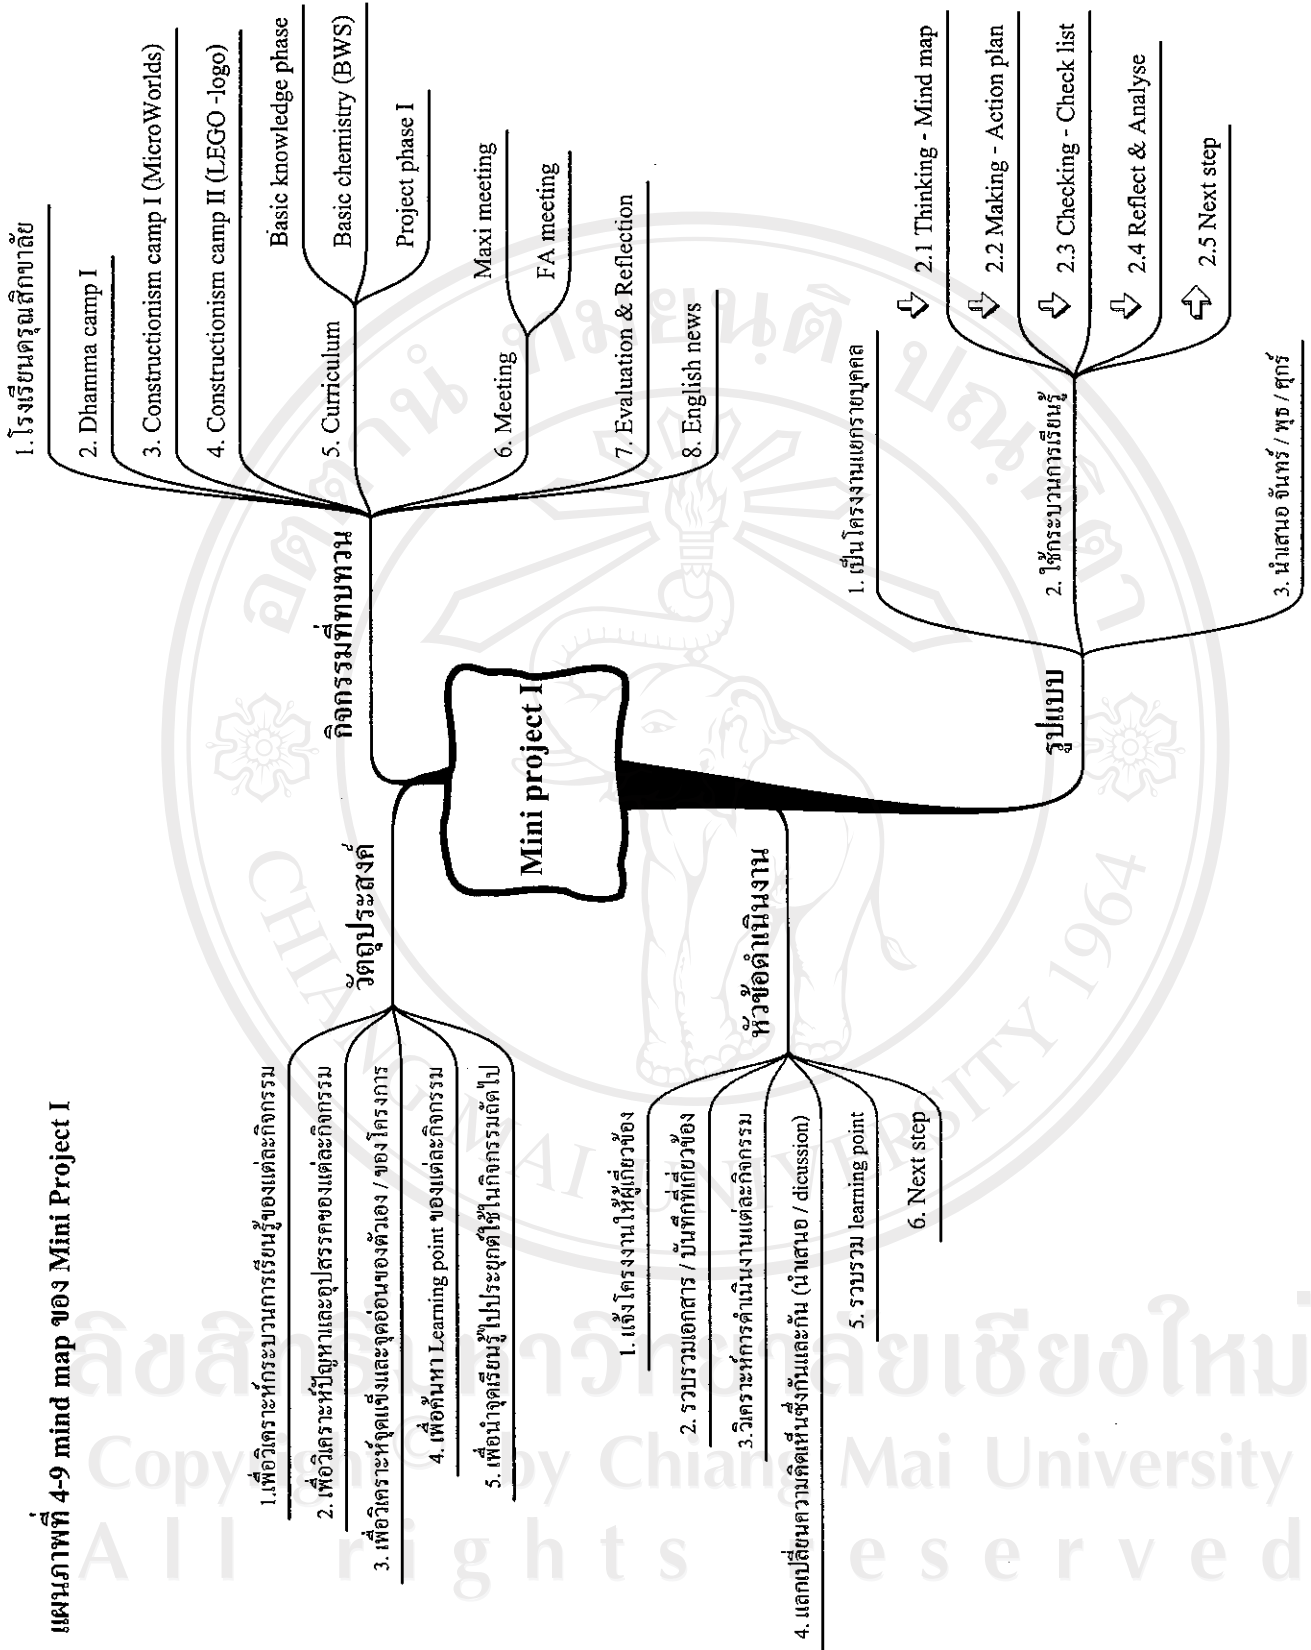 แผนภาพที่ 4-9 mind map ของ Mini Project I
Mini project I
วัตถุประสงค์
1.เพื่อวิเคราะห์กระบวนการเรียนรู้ของแต่ละกิจกรรม
2. เพื่อวิเคราะห์ปัญหาและอุปสรรคของแต่ละกิจกรรม
3. เพื่อวิเคราะห์จุดแข็งและจุดอ่อนของตัวเอง / ของโครงการ
4. เพื่อค้นหา Learning point ของแต่ละกิจกรรม
5. เพื่อนำจุดเรียนรู้ไปประยุกต์ใช้ในกิจกรรมถัดไป
กิจกรรมที่ทบทวน
1.โรงเรียนดรุณสิกขาลัย
2. Dhamma camp I
3. Constructionism camp I (MicroWorlds)
4. Constructionism camp II (LEGO -logo)
5. Curriculum
Basic knowledge phase
Basic chemistry (BWS)
Project phase I
6. Meeting
Maxi meeting
FA meeting
7. Evaluation & Reflection
8. English news
หัวข้อดำเนินงาน
1. แจ้งโครงงานให้ผู้เกี่ยวข้อง
2. รวบรวมเอกสาร / บันทึกที่เกี่ยวข้อง
3.วิเคราะห์การดำเนินงานแต่ละกิจกรรม
4. แลกเปลี่ยนความคิดเห็นซึ่งกันและกัน (นำเสนอ / dicussion)
5. รวบรวม learning point
6. Next step
รูปแบบ
1. เป็นโครงงานแยกรายบุคคล
2. ใช้กระบวนการเรียนรู้
2.1 Thinking - Mind map
2.2 Making - Action plan
2.3 Checking - Check list
2.4 Reflect & Analyse
2.5 Next step
3. นำเสนอ จันทร์ / พุธ / ศุกร์
อตฺตานํ ทมยนฺติ ปณฺฑิตา
CHIANG MAI UNIVERSITY 1964
ลิขสิทธิ์มหาวิทยาลัยเชียงใหม่
Copyright © by Chiang Mai University
All rights reserved